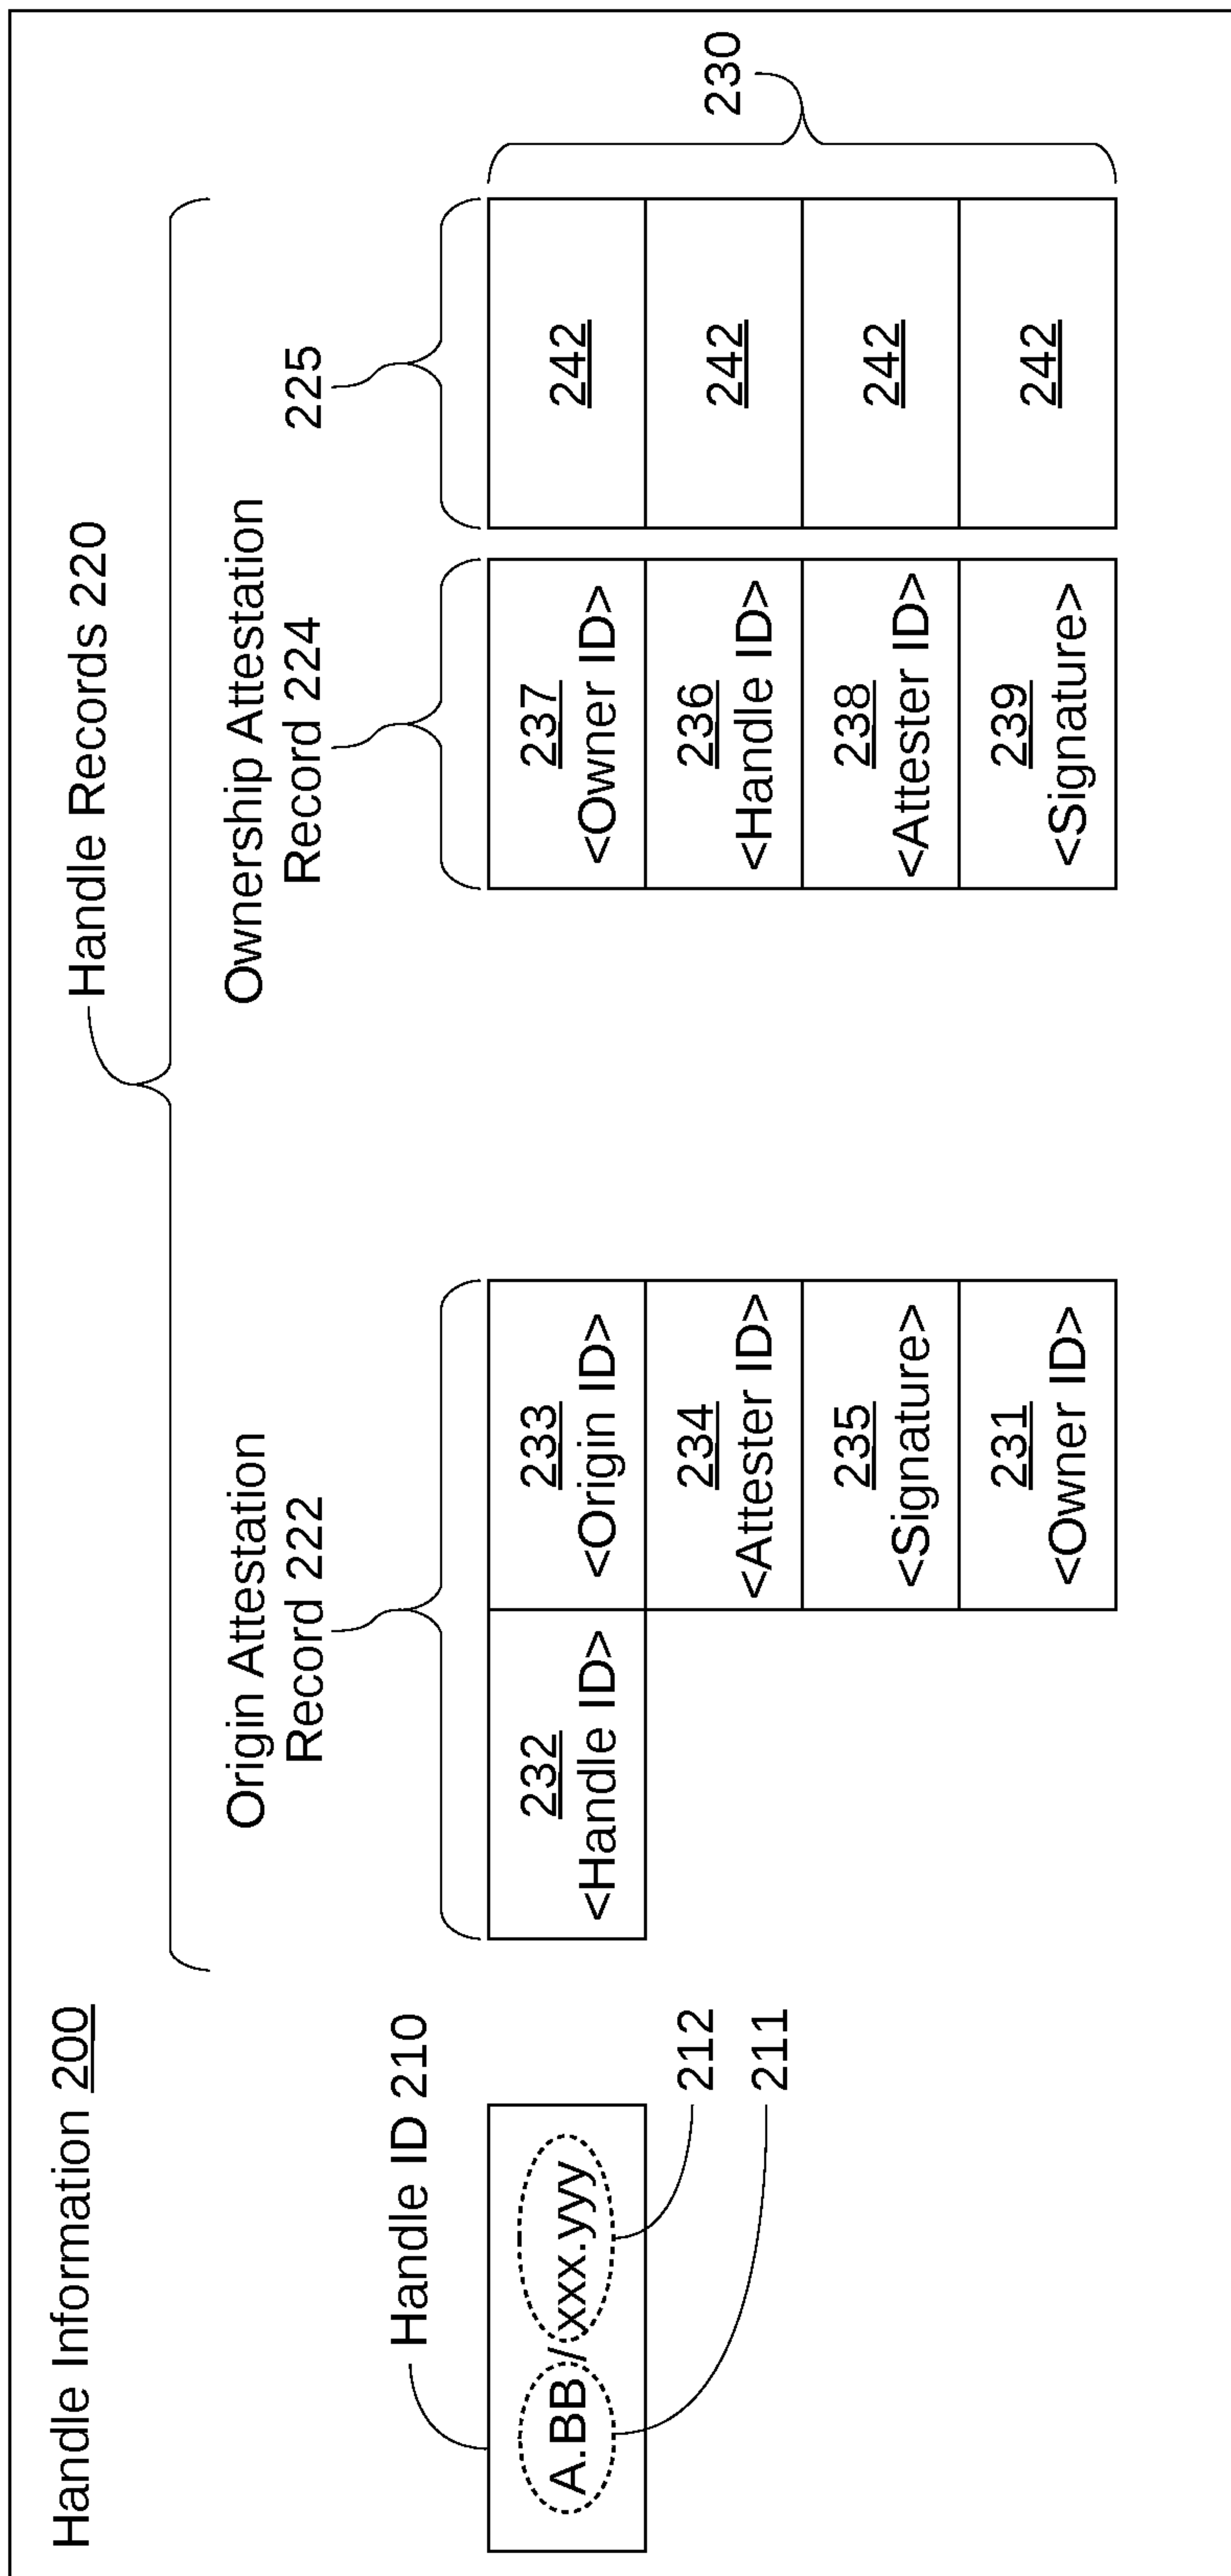 Handle Information 200
Handle Records 220
Handle ID 210
A.BB/xxx.yyy
212
211
Origin Attestation
Record 222
232
<Handle ID>
233
<Origin ID>
234
<Attester ID>
235
<Signature>
231
<Owner ID>
Ownership Attestation
Record 224
237
<Owner ID>
236
<Handle ID>
238
<Attester ID>
239
<Signature>
225
242
242
242
242
230